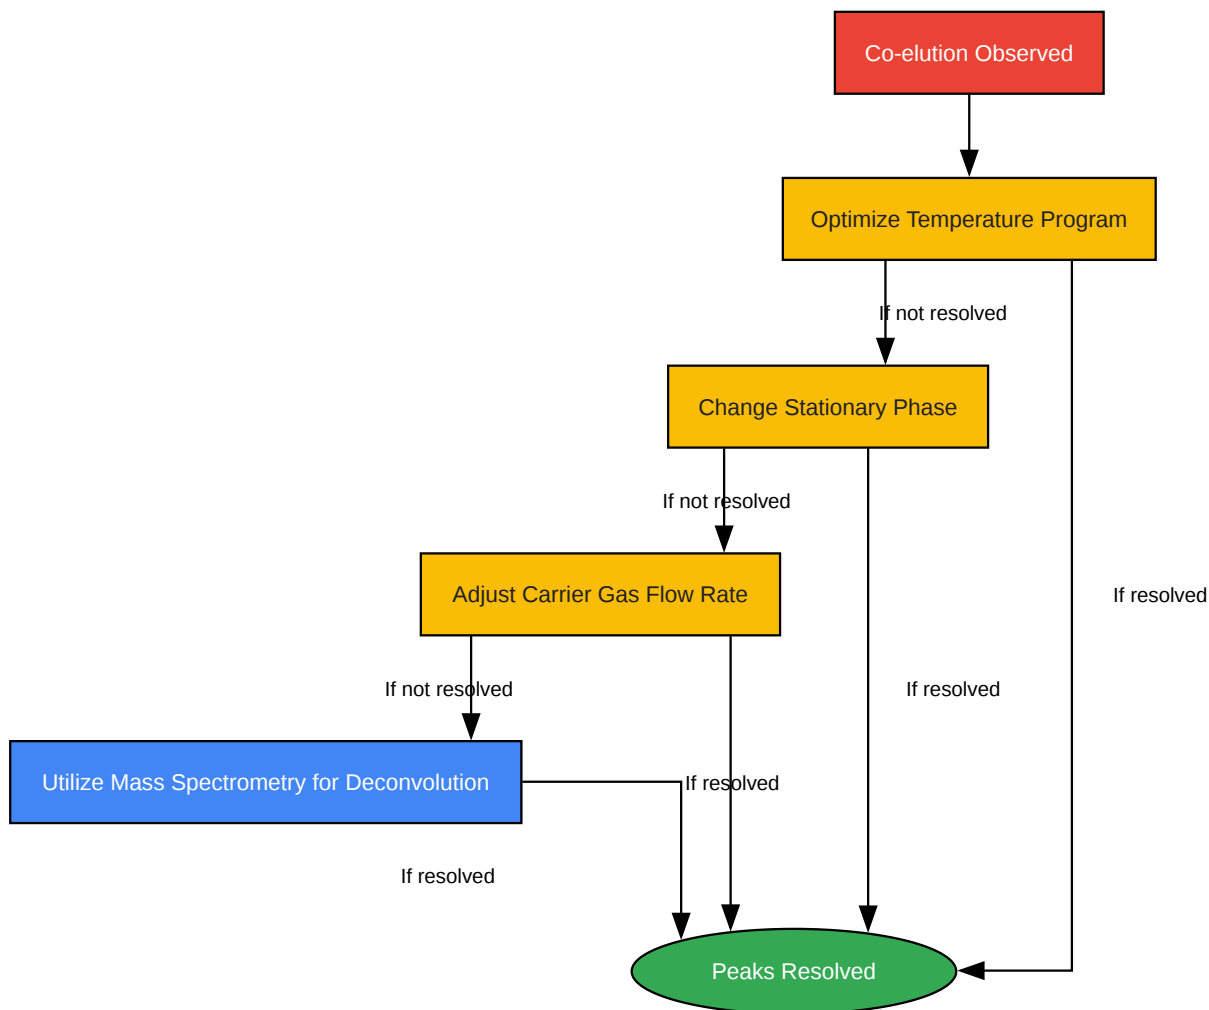 Co-elution Observed
Optimize Temperature Program
If not resolved
Change Stationary Phase
If not resolved
Adjust Carrier Gas Flow Rate
If resolved
If not resolved
If resolved
Utilize Mass Spectrometry for Deconvolution
If resolved
If resolved
Peaks Resolved